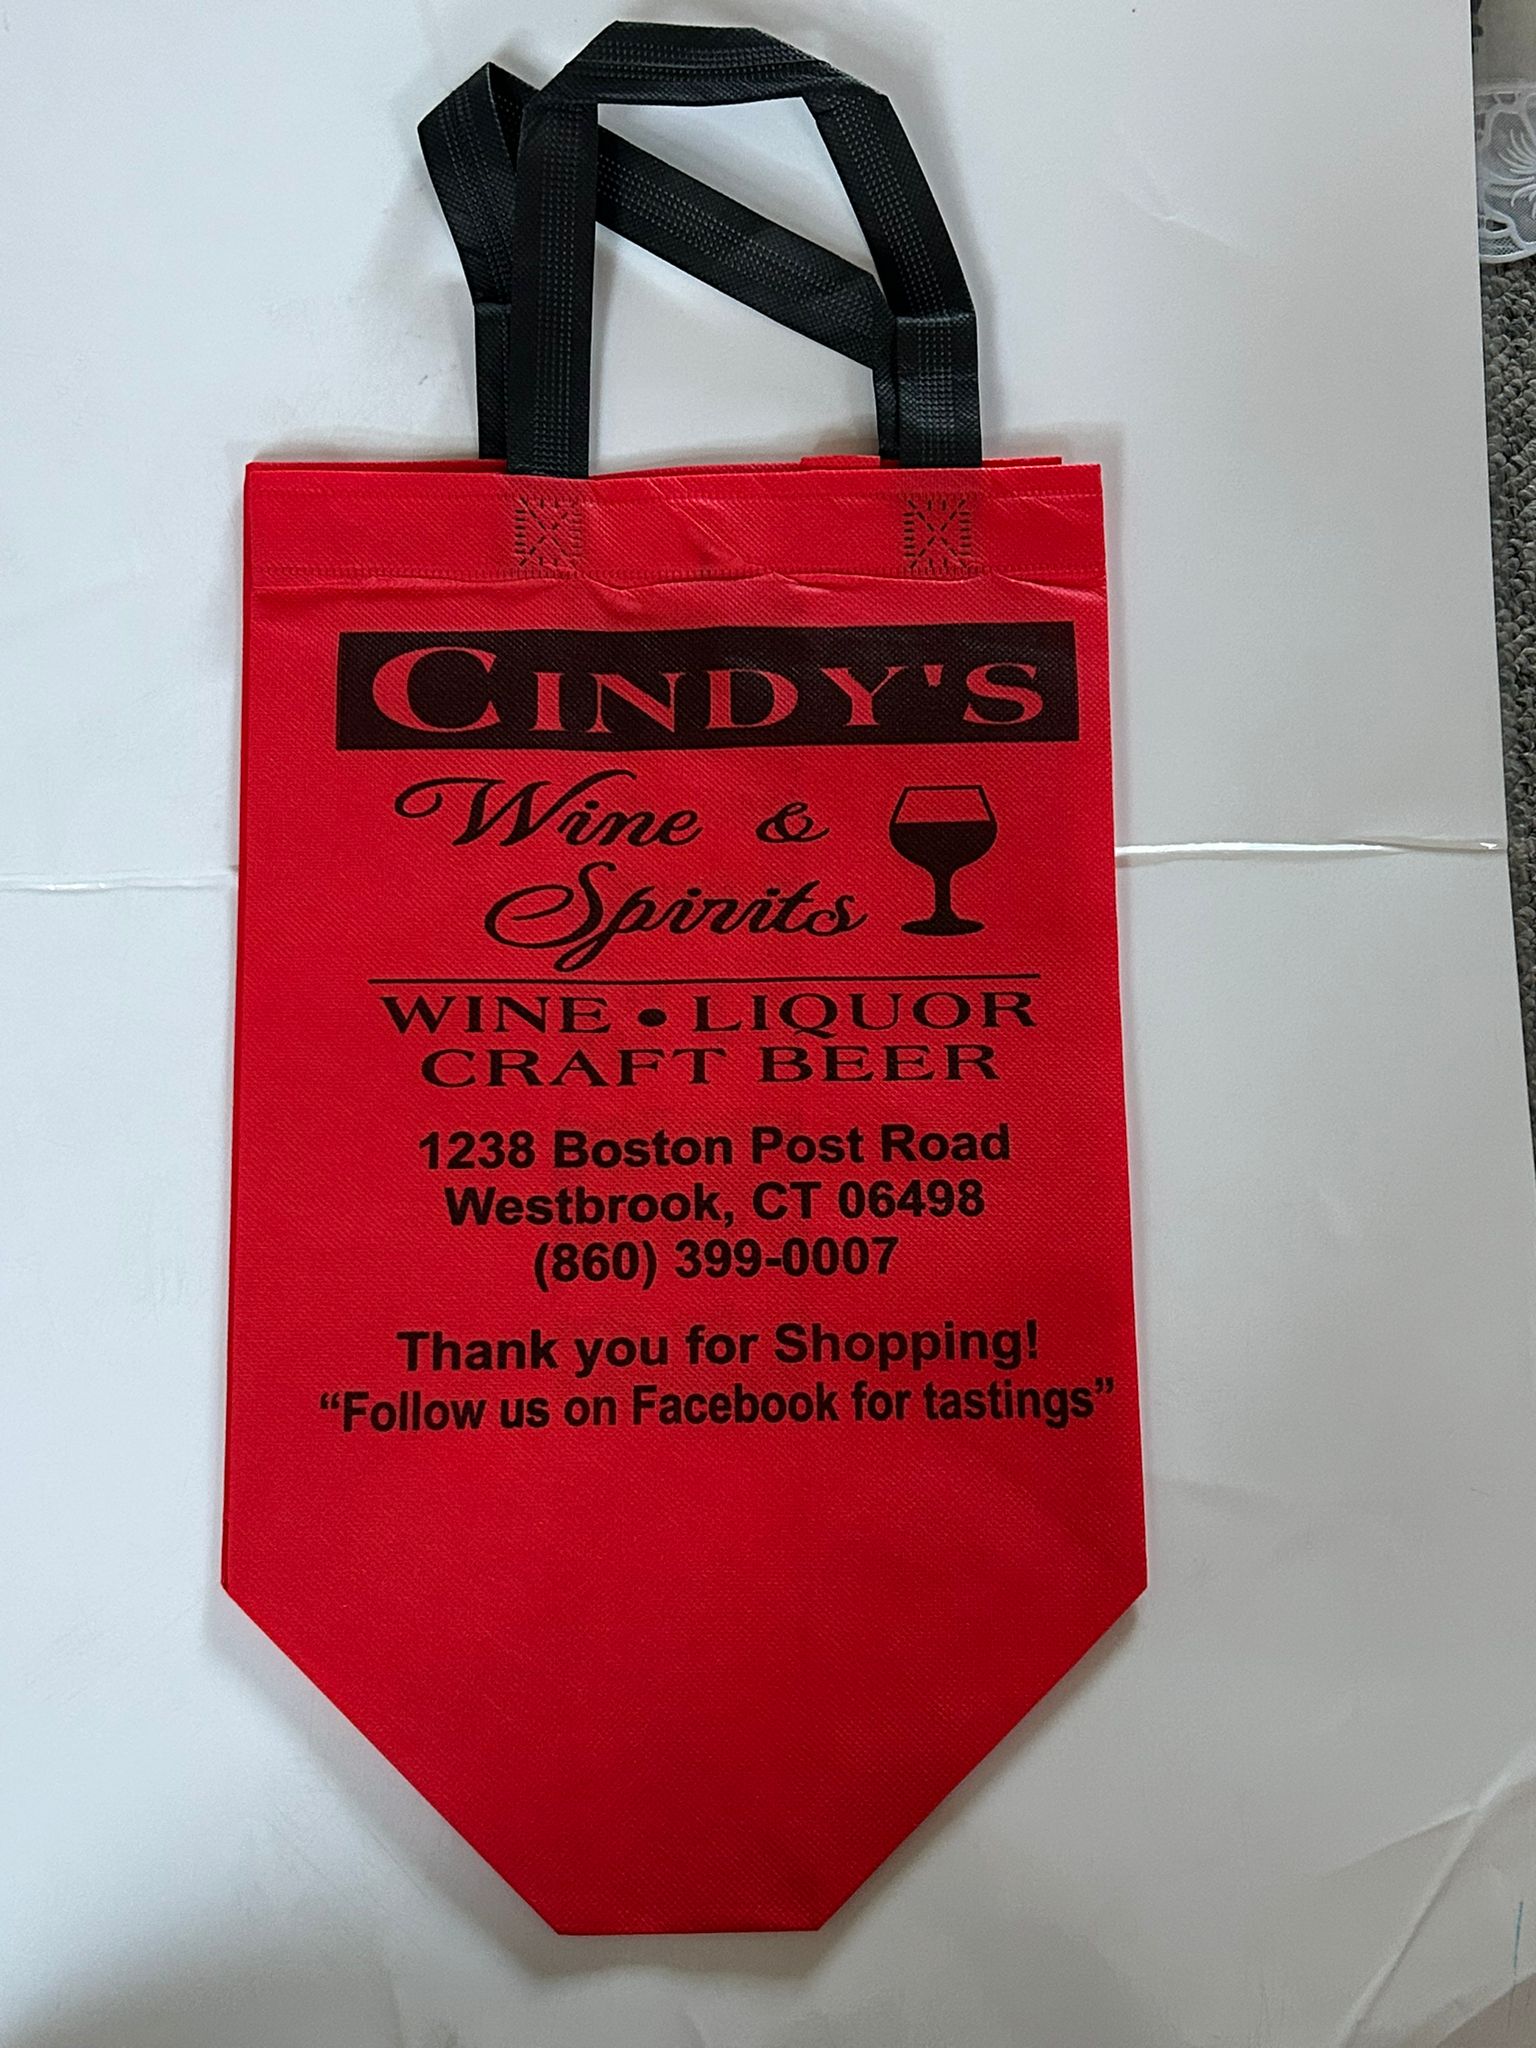 CINDY'S
Wine &
Spirits
WINE • LIQUOR
CRAFT BEER
1238 Boston Post Road
Westbrook, CT 06498
(860) 399-0007
Thank you for Shopping!
“Follow us on Facebook for tastings”